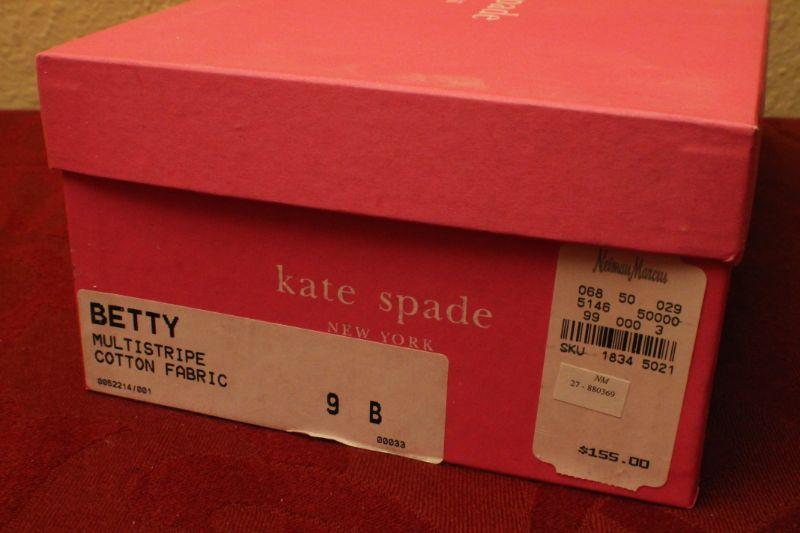 spade
kate spade
NEW YORK
BETTY
MULTISTRIPE
COTTON FABRIC
0052214/001
9 B
00033
Neiman Marcus
068 50 029
5146 50000
99 000 3
SKU 1834 5021
NM
27 - 880369
$155.00